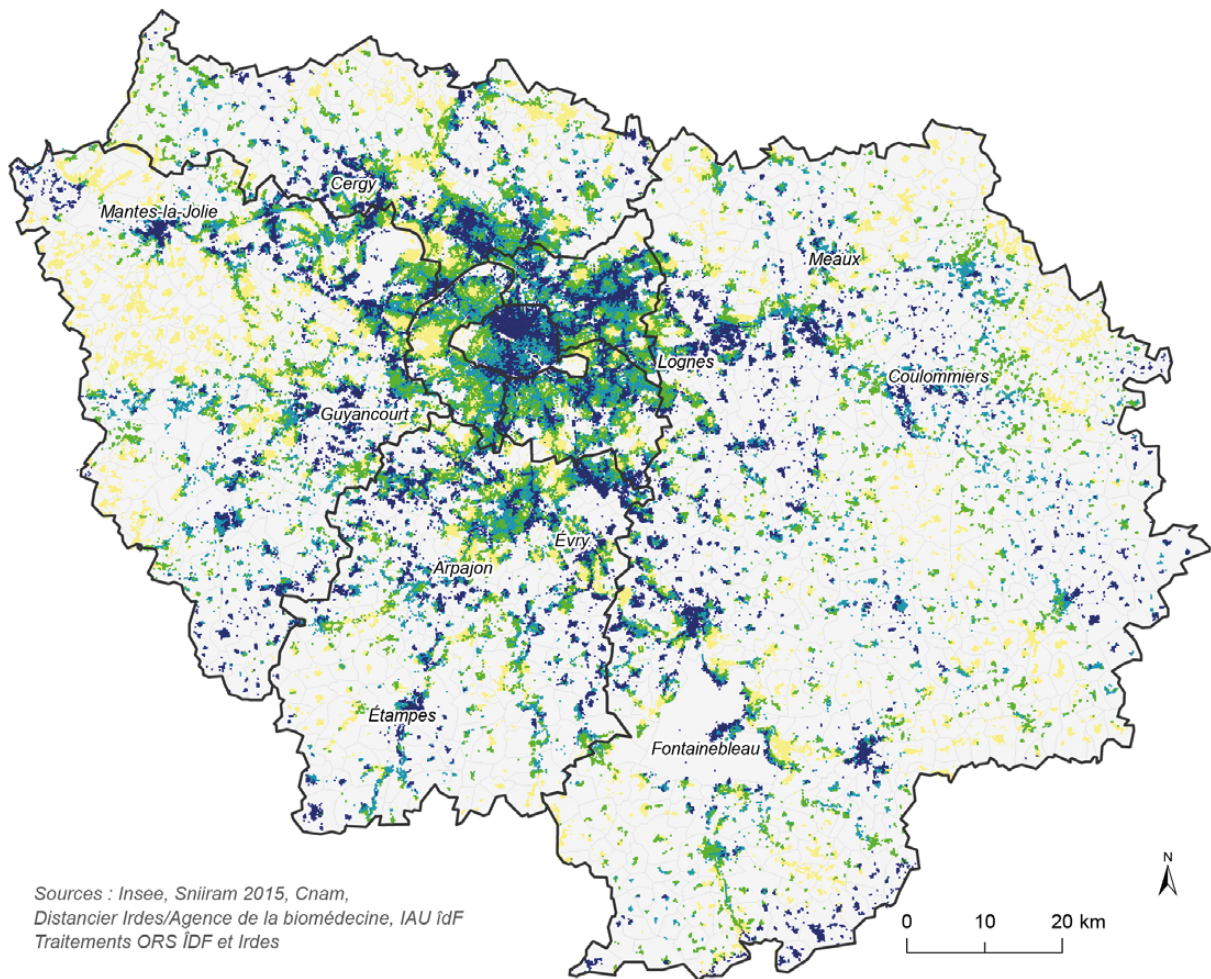 Cergy
Mantes-la-Jolie
Meaux
Lognes
Coulommiers
Guyancourt
Evry
Arpajon
Étampes
Fontainebleau
N
0 10 20 km
Sources : Insee, Sniiram 2015, Cnam,
Distancier Irdes/Agence de la biomédecine, IAU îdF
Traitements ORS ÎDF et Irdes